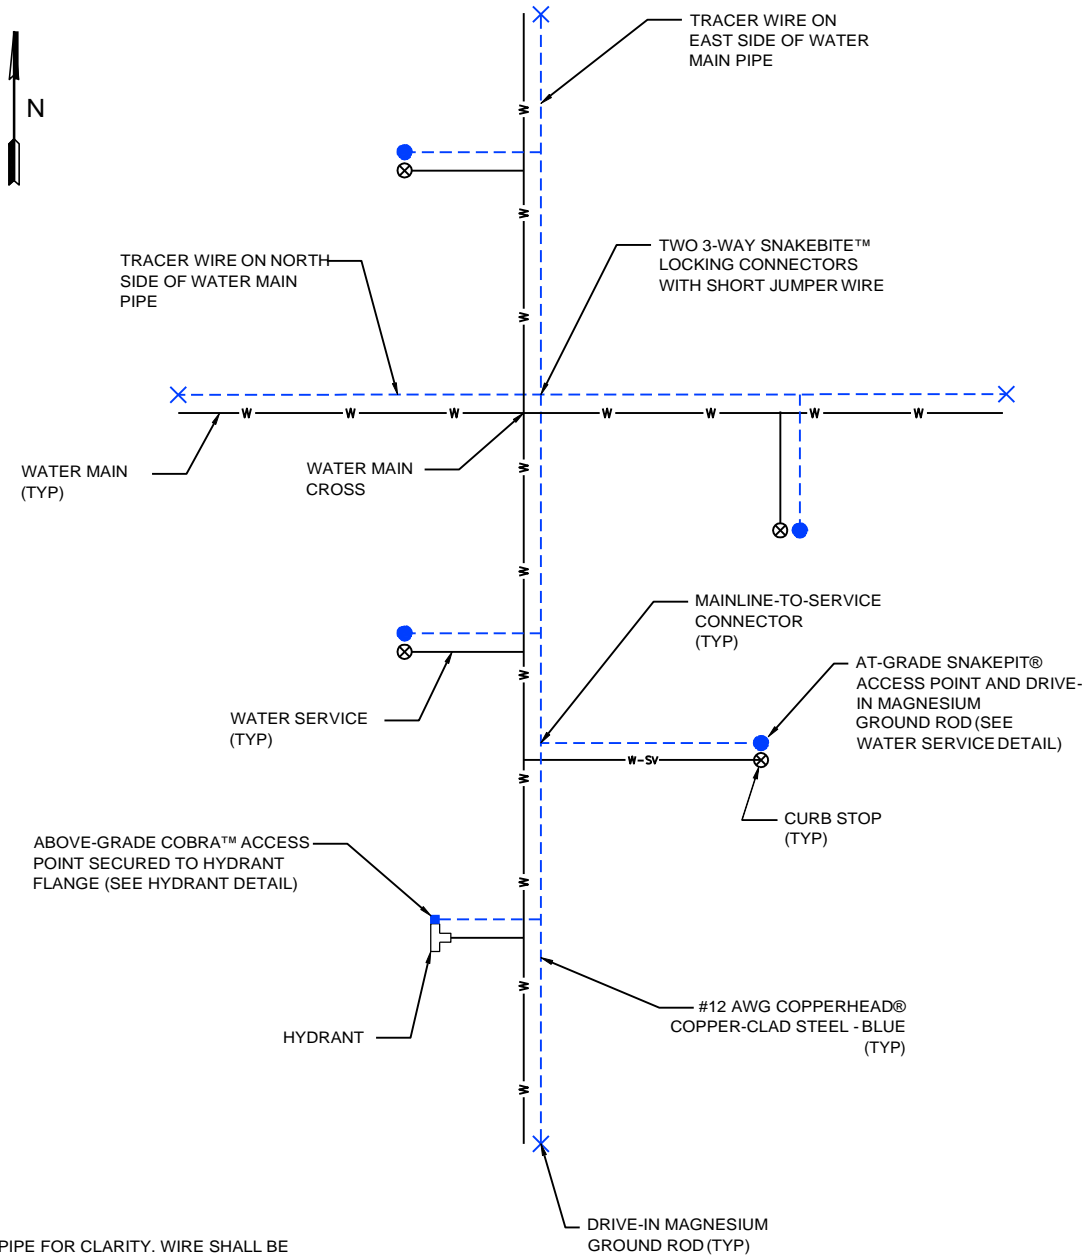 TRACER WIRE ON
EAST SIDE OF WATER
MAIN PIPE
N
TRACER WIRE ON NORTH
SIDE OF WATER MAIN
PIPE
TWO 3-WAY SNAKEBITE™
LOCKING CONNECTORS
WITH SHORT JUMPER WIRE
W
W
W
W
W
W
W
W
W
W
WATER MAIN
(TYP)
WATER MAIN
CROSS
W
W
MAINLINE-TO-SERVICE
CONNECTOR
(TYP)
AT-GRADE SNAKEPIT®
ACCESS POINT AND DRIVE-
IN MAGNESIUM
GROUND ROD (SEE
WATER SERVICE DETAIL)
W
WATER SERVICE
(TYP)
W-SV
W
CURB STOP
(TYP)
ABOVE-GRADE COBRA™ ACCESS
POINT SECURED TO HYDRANT
FLANGE (SEE HYDRANT DETAIL)
W
W
#12 AWG COPPERHEAD®
COPPER-CLAD STEEL - BLUE
(TYP)
HYDRANT
W
DRIVE-IN MAGNESIUM
GROUND ROD (TYP)
PIPE FOR CLARITY. WIRE SHALL BE